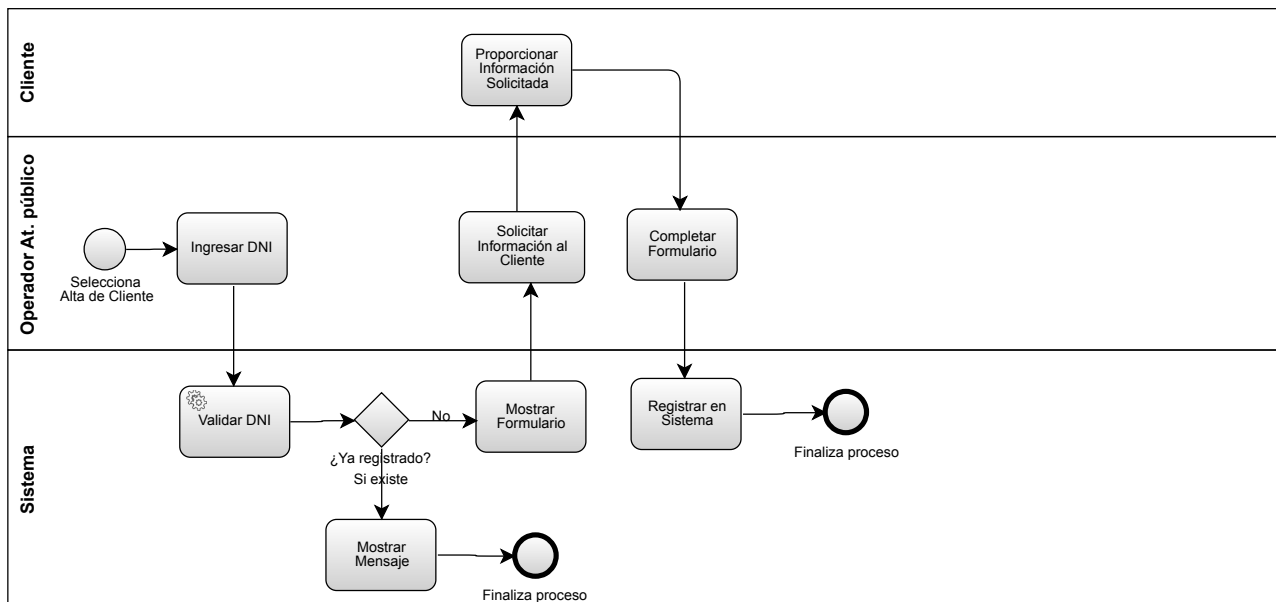 Cliente
Proporcionar
Información
Solicitada
Operador At. público
Selecciona
Alta de Cliente
Ingresar DNI
Solicitar
Información al
Cliente
Completar
Formulario
Sistema
Validar DNI
¿Ya registrado?
No
Si existe
Mostrar
Formulario
Registrar en
Sistema
Finaliza proceso
Mostrar
Mensaje
Finaliza proceso